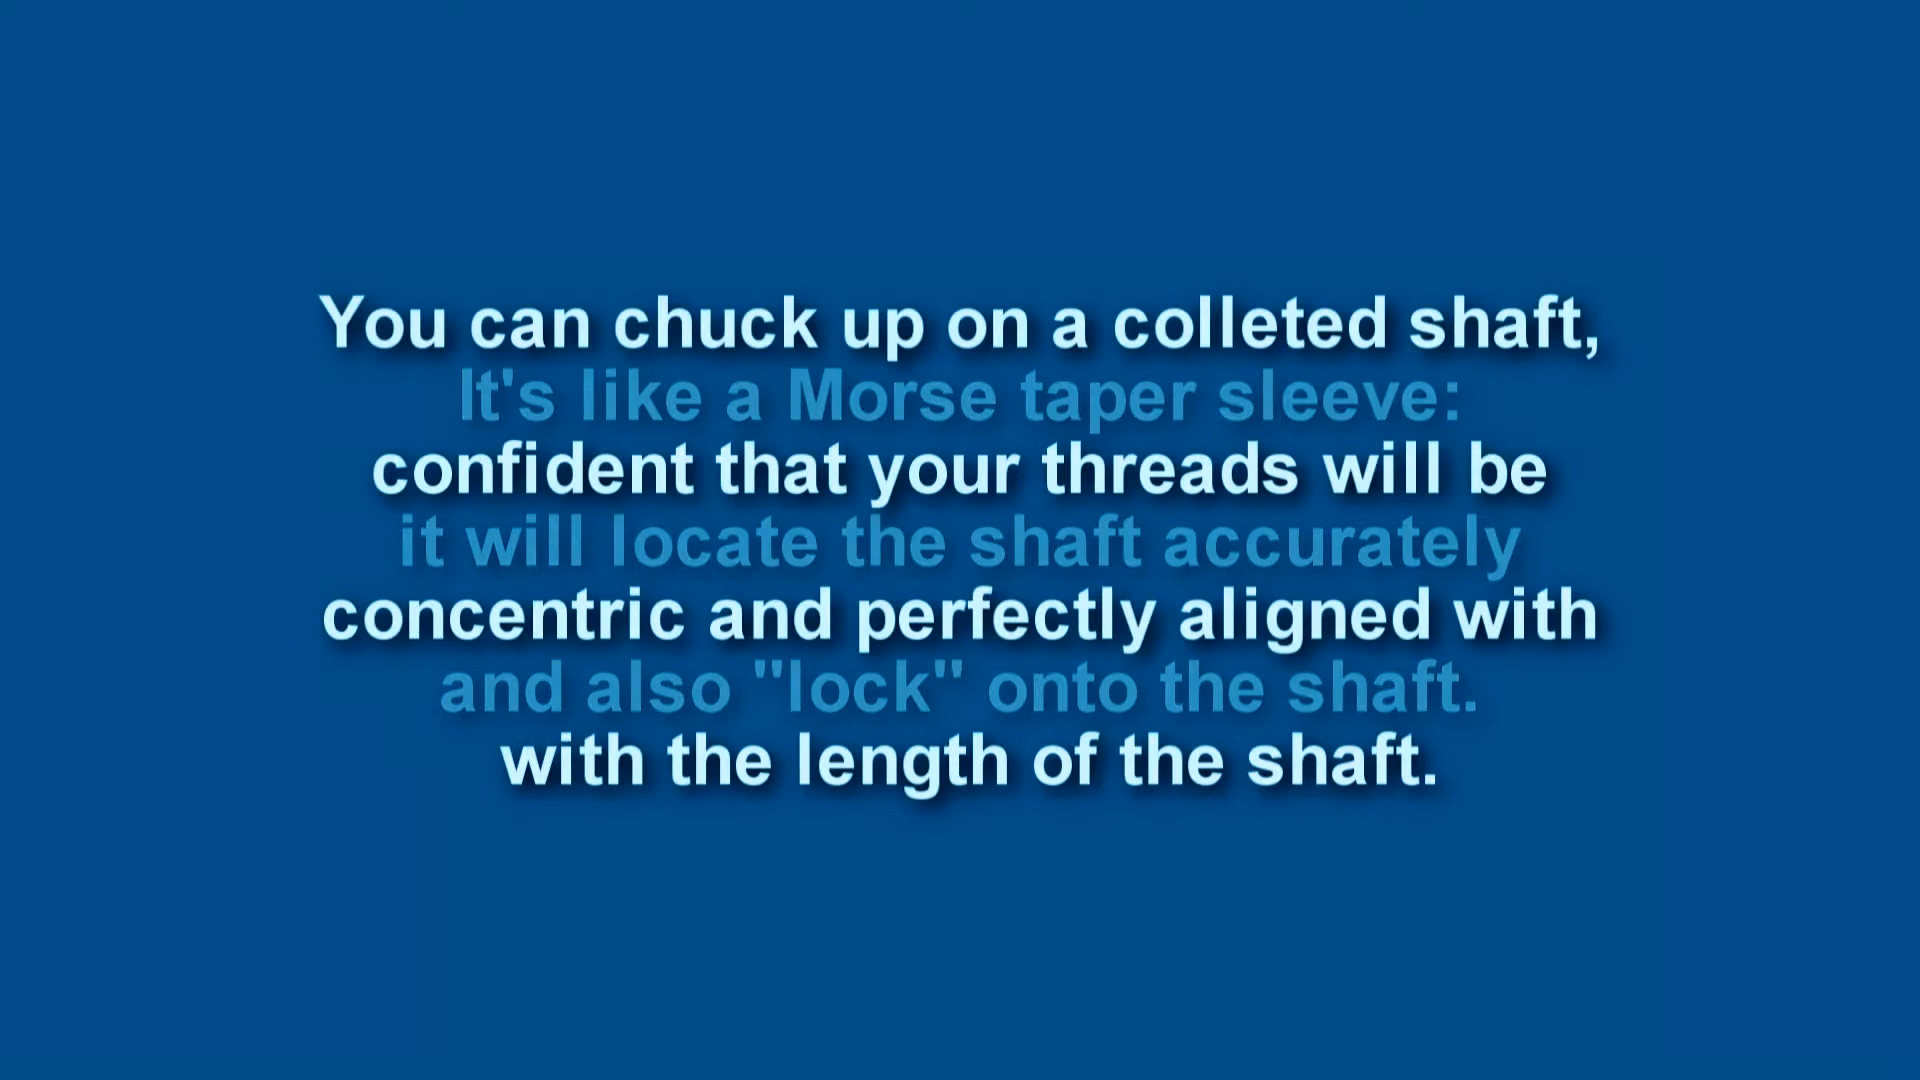 You can chuck up on a colleted shaft,
It's like a Morse taper sleeve:
confident that your threads will be
it will locate the shaft accurately
concentric and perfectly aligned with
and also "lock" onto the shaft.
with the length of the shaft.